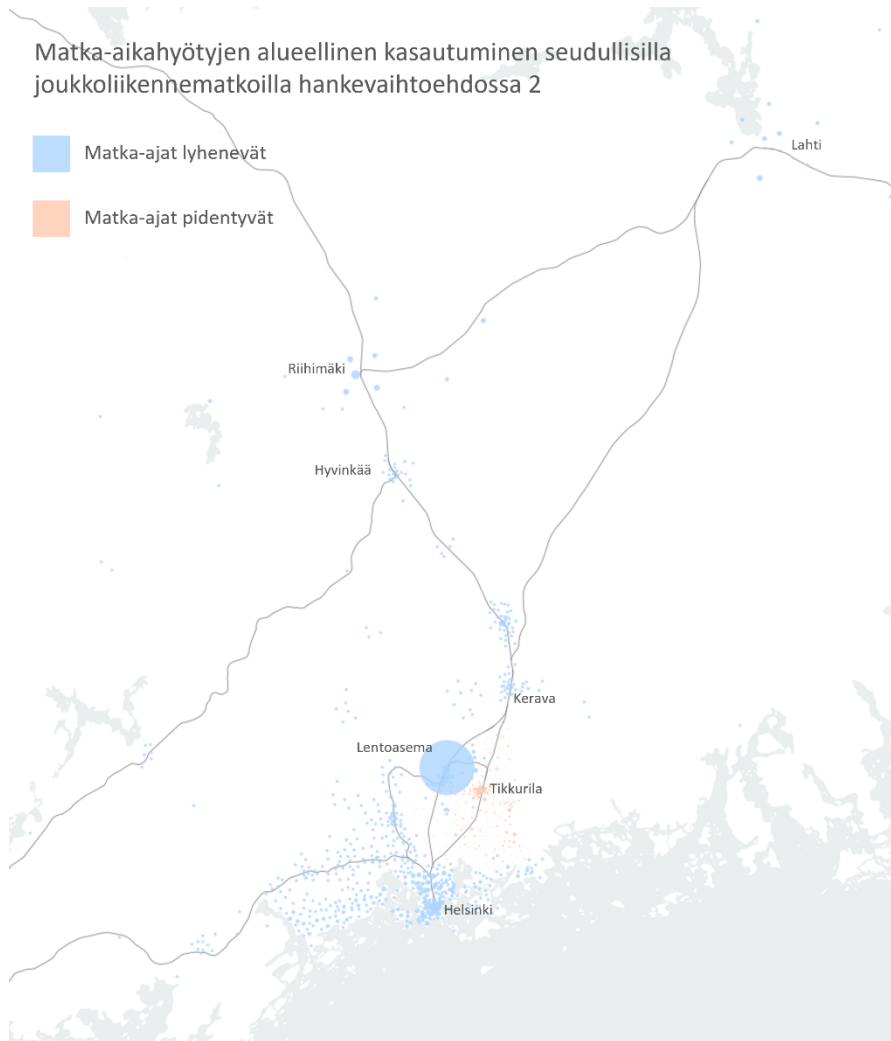 Matka-aikahyötyjen alueellinen kasautuminen seudullisilla
joukkoliikennematkoilla hankevaihtoehdossa 2
Matka-ajat lyhenevät
Matka-ajat pidentyvät
Lahti
Riihimäki
Hyvinkää
Kerava
Lentoasema
Tikkurila
Helsinki